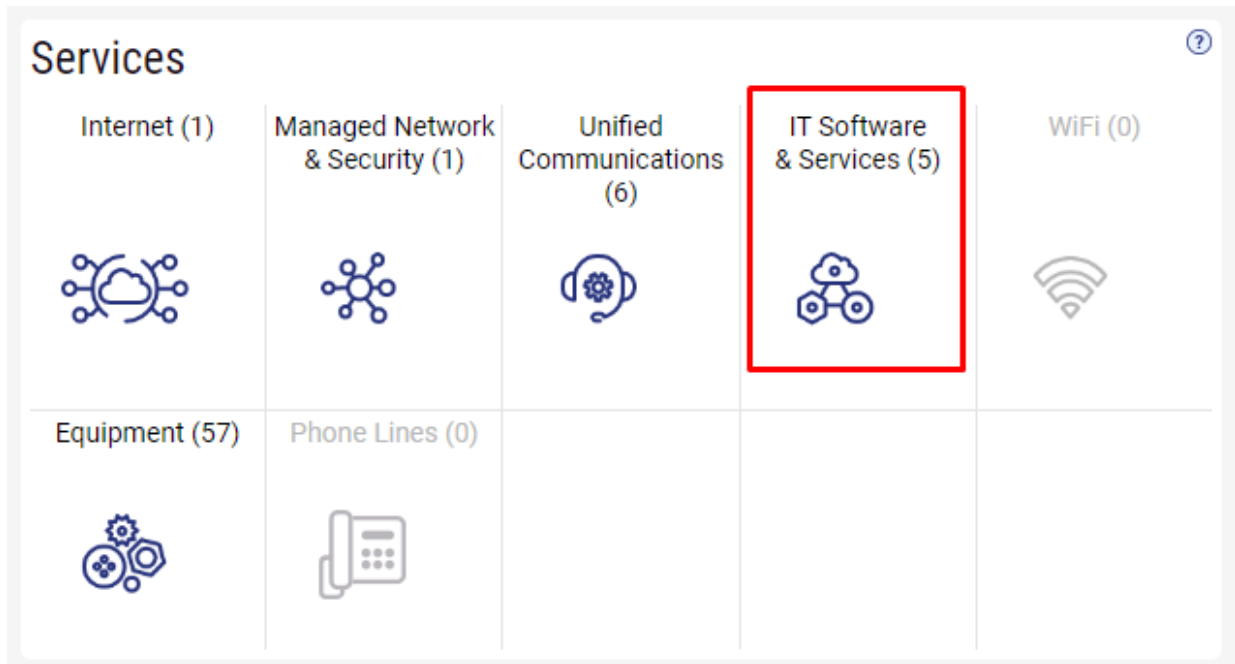 Services
?
Internet (1)
Managed Network
& Security (1)
Unified
Communications
(6)
IT Software
& Services (5)
WiFi (0)
Equipment (57)
Phone Lines (0)